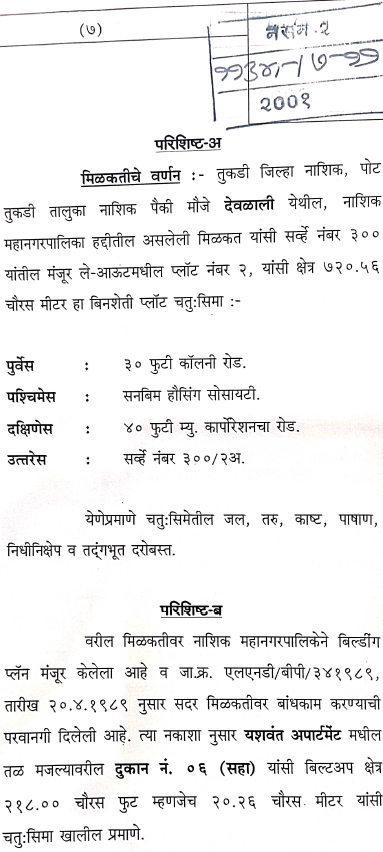 (७)
नसन.२
११३४८-१७-११
२००१
परिशिष्ट-अ
मिळकतीचे वर्णन :- तुकडी जिल्हा नाशिक, पोट
तुकडी तालुका नाशिक पैकी मौजे देवळाली येथील, नाशिक
महानगरपालिका हद्दीतील असलेली मिळकत यांसी सर्व्हे नंबर ३००
यांतील मंजूर ले-आऊटमधील प्लॉट नंबर २, यांसी क्षेत्र ७२०.५६
चौरस मीटर हा बिनशेती प्लॉट चतु:सिमा :-
पुर्वेस : ३० फुटी कॉलनी रोड.
पश्चिमेस : सनबिम हौसिंग सोसायटी.
दक्षिणेस : ४० फुटी म्यु. कार्पोरेशनचा रोड.
उत्तरेस : सर्व्हे नंबर ३००/२अ.
येणेप्रमाणे चतु:सिमेतील जल, तरु, काष्ट, पाषाण,
निधीनिक्षेप व तद्ंगभूत दरोबस्त.
परिशिष्ट-ब
वरील मिळकतीवर नाशिक महानगरपालिकेने बिल्डींग
प्लॅन मंजूर केलेला आहे व जा.क्र. एलएनडी/बीपी/३४१९८९,
तारीख २०.४.१९८९ नुसार सदर मिळकतीवर बांधकाम करण्याची
परवानगी दिलेली आहे. त्या नकाशा नुसार यशवंत अपार्टमेंट मधील
तळ मजल्यावरील दुकान नं. ०६ (सहा) यांसी बिल्टअप क्षेत्र
२१८.०० चौरस फुट म्हणजेच २०.२६ चौरस मीटर यांसी
चतु:सिमा खालील प्रमाणे.